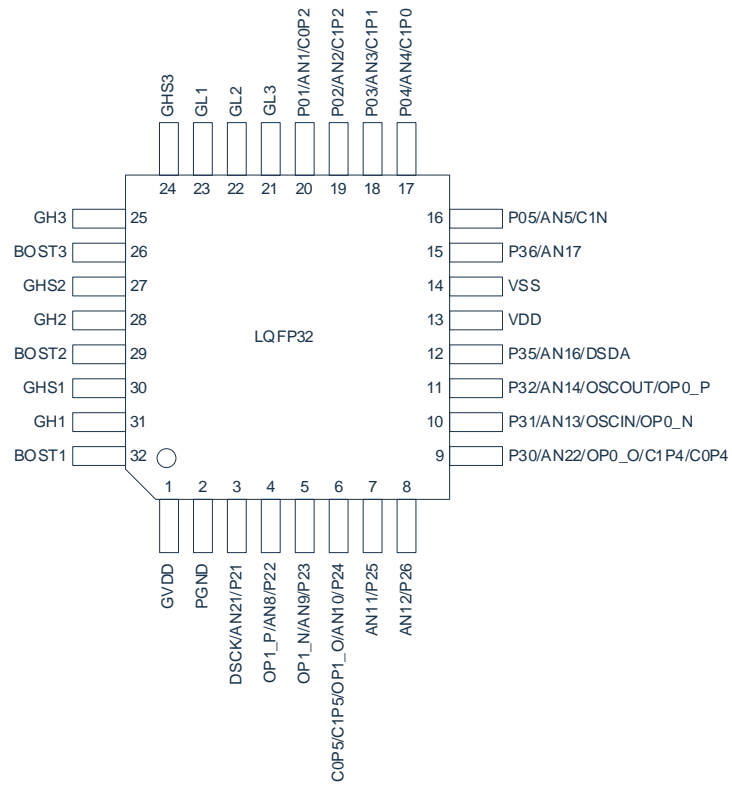 GHS3
GL1
GL2
GL3
P01/AN1/C0P2
P02/AN2/C1P2
P03/AN3/C1P1
P04/AN4/C1P0
24 23 22 21 20 19 18 17
GH3 25 16 P05/AN5/C1N
BOST3 26 15 P36/AN17
GHS2 27 14 VSS
GH2 28 13 VDD
LQFP32
BOST2 29 12 P35/AN16/DSDA
GHS1 30 11 P32/AN14/OSCOUT/OP0_P
GH1 31 10 P31/AN13/OSCIN/OP0_N
BOST1 32 9 P30/AN22/OP0_O/C1P4/C0P4
1 2 3 4 5 6 7 8
GVDD
PGND
DSCK/AN21/P21
OP1_P/AN8/P22
OP1_N/AN9/P23
C0P5/C1P5/OP1_O/AN10/P24
AN11/P25
AN12/P26